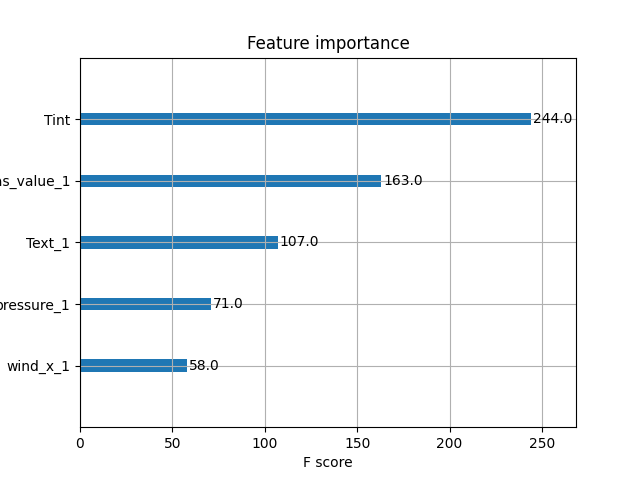 Feature importance
Tint
244.0
as_value_1
163.0
Text_1
107.0
pressure_1
71.0
wind_x_1
58.0
0 50 100 150 200 250
F score